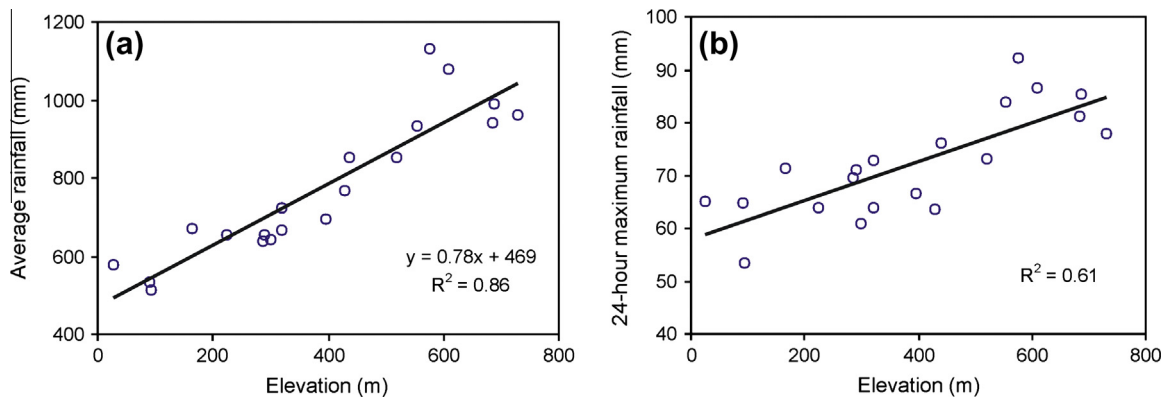 (a)
Average rainfall (mm)
1200
1000
800
600
400
0 200 400 600 800
Elevation (m)
y = 0.78x + 469
R² = 0.86
(b)
24-hour maximum rainfall (mm)
100
90
80
70
60
50
40
0 200 400 600 800
Elevation (m)
R² = 0.61